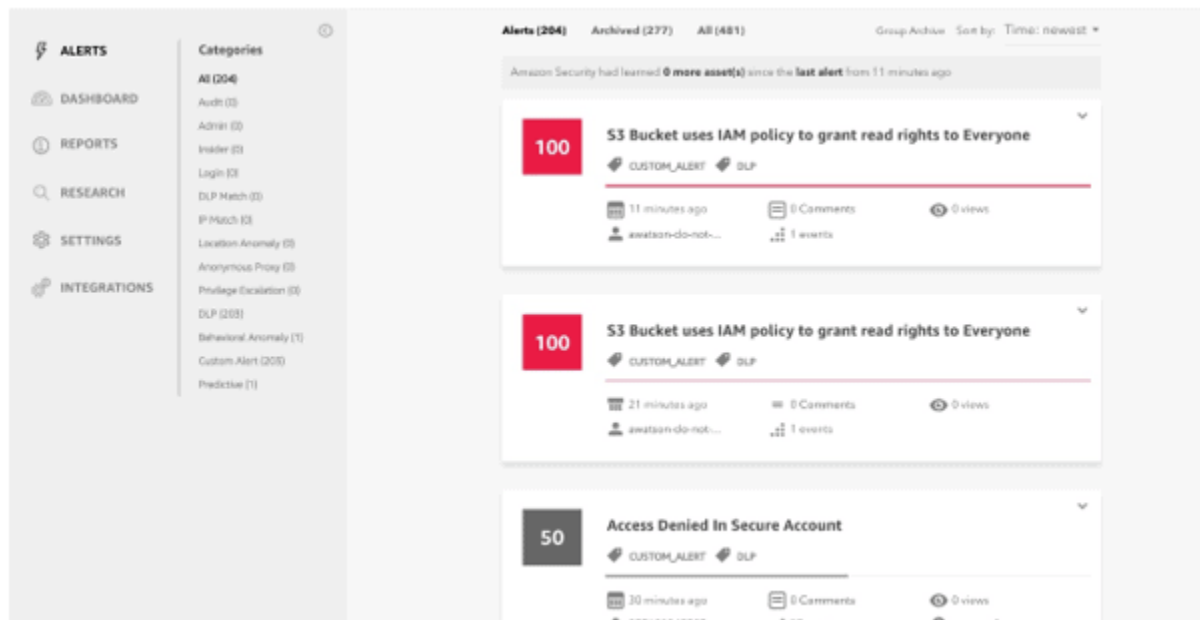 ALERTS
DASHBOARD
REPORTS
RESEARCH
SETTINGS
INTEGRATIONS
Categories
All (204)
Audit (0)
Admin (0)
Insider (0)
Login (0)
DLP Match (0)
IP Match (0)
Location Anomaly (0)
Anonymous Proxy (0)
Privilege Escalation (0)
DLP (203)
Behavioral Anomaly (1)
Custom Alert (203)
Predictive (1)
Alerts (204) Archived (277) All (481) Group Archive Sort by: Time: newest
Amazon Security had learned 0 more asset(s) since the last alert from 11 minutes ago
100
S3 Bucket uses IAM policy to grant read rights to Everyone
CUSTOM_ALERT DLP
11 minutes ago 0 Comments 0 views
awatson-do-not-... 1 events
100
S3 Bucket uses IAM policy to grant read rights to Everyone
CUSTOM_ALERT DLP
21 minutes ago 0 Comments 0 views
awatson-do-not-... 1 events
50
Access Denied In Secure Account
CUSTOM_ALERT DLP
30 minutes ago 0 Comments 0 views